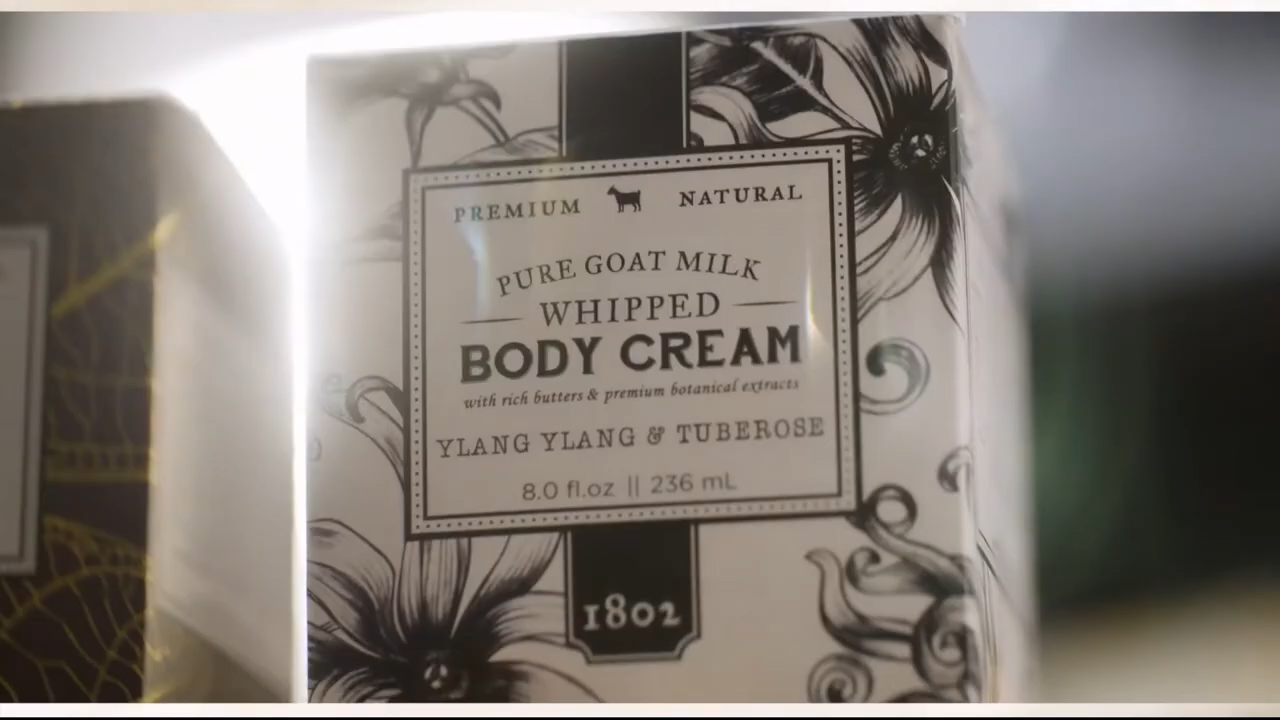 PREMIUM NATURAL
PURE GOAT MILK
WHIPPED
BODY CREAM
with rich butters & premium botanical extracts
YLANG YLANG & TUBEROSE
8.0 fl.oz || 236 mL
1802